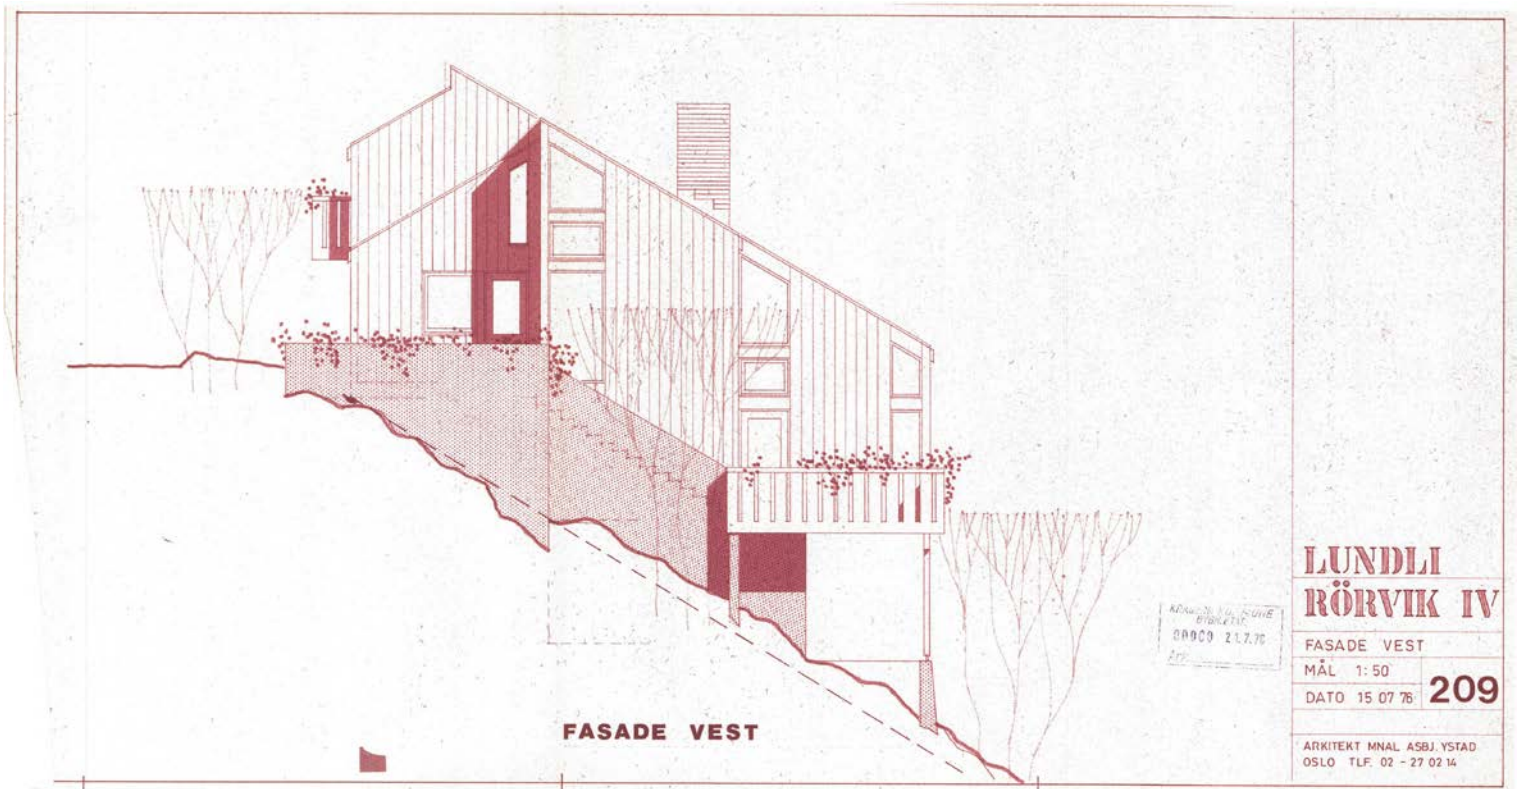 FASADE VEST
LUNDLI
RÖRVIK IV
FASADE VEST
MÅL 1:50
DATO 15 07 76
209
ARKITEKT MNAL ASBJ. YSTAD
OSLO TLF. 02 - 27 02 14